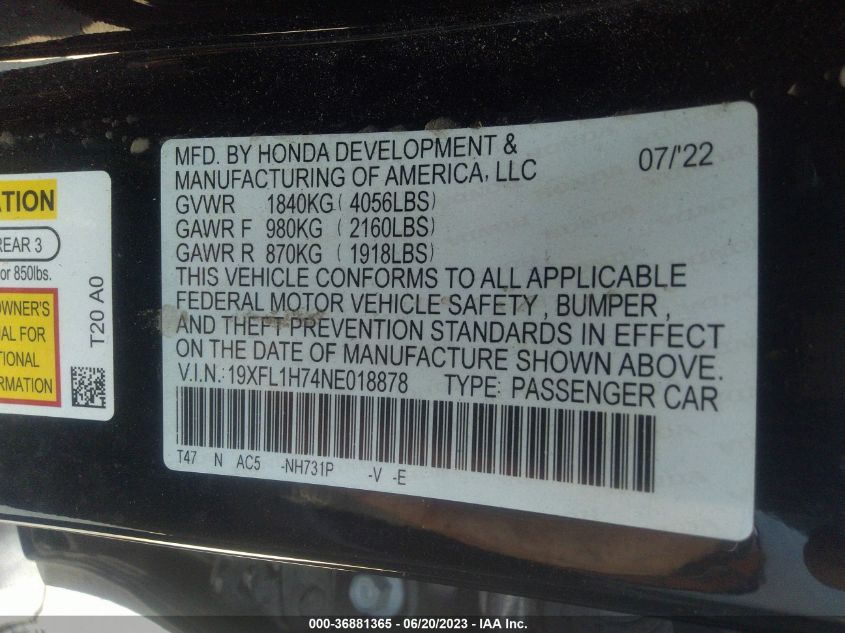 MFD. BY HONDA DEVELOPMENT &
MANUFACTURING OF AMERICA, LLC 07/'22
GVWR 1840KG ( 4056LBS)
GAWR F 980KG ( 2160LBS)
GAWR R 870KG ( 1918LBS)
THIS VEHICLE CONFORMS TO ALL APPLICABLE
FEDERAL MOTOR VEHICLE SAFETY , BUMPER ,
AND THEFT PREVENTION STANDARDS IN EFFECT
ON THE DATE OF MANUFACTURE SHOWN ABOVE.
V.I.N.:19XFL1H74NE018878 TYPE: PASSENGER CAR
T47 N AC5 -NH731P -V -E
ATION
REAR 3
or 850lbs.
OWNER'S
AL FOR
TIONAL
RMATION
T20 A0
000-36881365 - 06/20/2023 - IAA Inc.